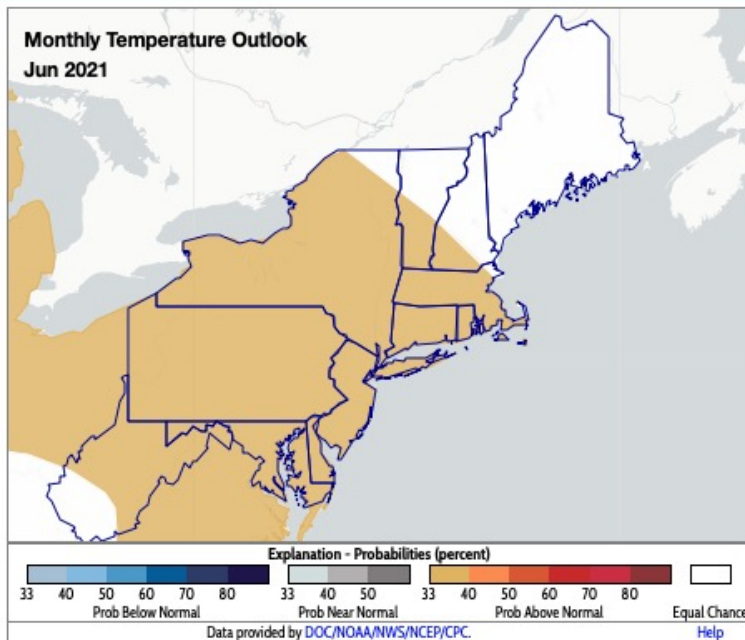 Monthly Temperature Outlook
Jun 2021
Explanation - Probabilities (percent)
33 40 50 60 70 80 33 40 50 33 40 50 60 70 80
Prob Below Normal Prob Near Normal Prob Above Normal Equal Chance
Data provided by DOC/NOAA/NWS/NCEP/CPC. Help